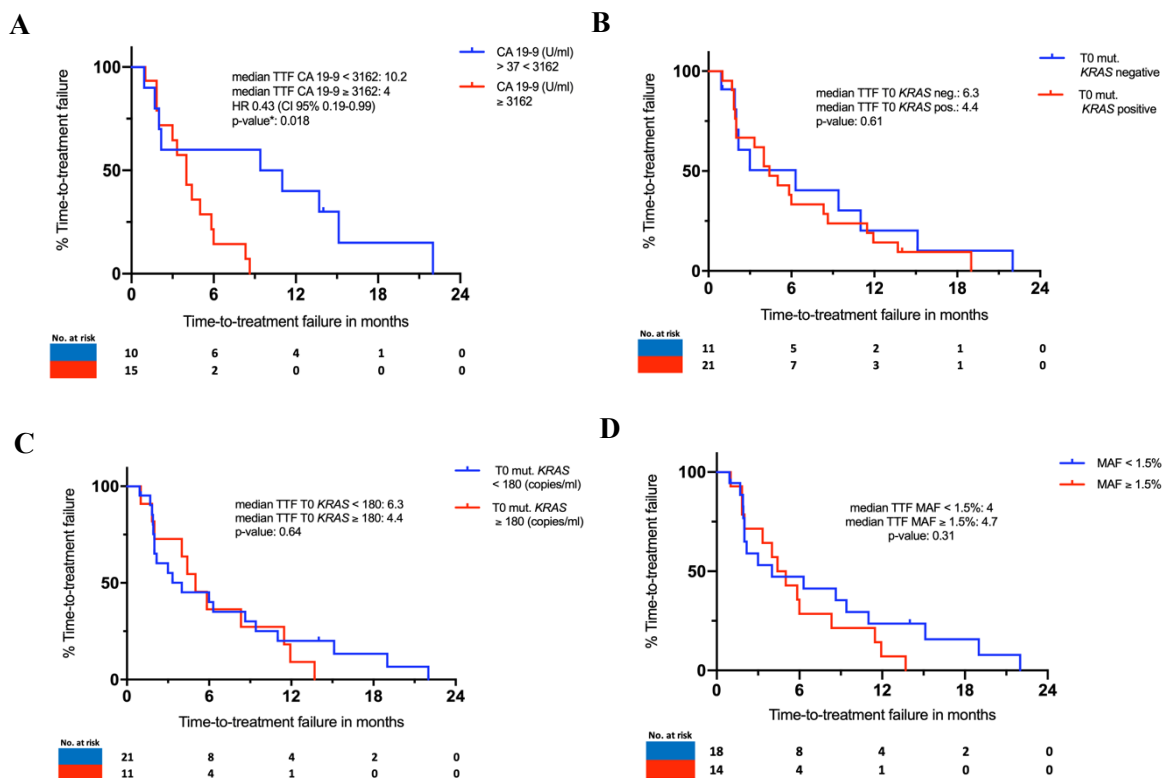 A
% Time-to-treatment failure
100
50
0
median TTF CA 19-9 < 3162: 10.2
median TTF CA 19-9 ≥ 3162: 4
HR 0.43 (CI 95% 0.19-0.99)
p-value*: 0.018
CA 19-9 (U/ml)
> 37 < 3162
CA 19-9 (U/ml)
≥ 3162
0 6 12 18 24
Time-to-treatment failure in months
No. at risk
10 6 4 1 0
15 2 0 0 0
B
% Time-to-treatment failure
100
50
0
median TTF T0 KRAS neg.: 6.3
median TTF T0 KRAS pos.: 4.4
p-value: 0.61
T0 mut.
KRAS negative
T0 mut.
KRAS positive
0 6 12 18 24
Time-to-treatment failure in months
No. at risk
11 5 2 1 0
21 7 3 1 0
C
% Time-to-treatment failure
100
50
0
median TTF T0 KRAS < 180: 6.3
median TTF T0 KRAS ≥ 180: 4.4
p-value: 0.64
T0 mut. KRAS
< 180 (copies/ml)
T0 mut. KRAS
≥ 180 (copies/ml)
0 6 12 18 24
Time-to-treatment failure in months
No. at risk
21 8 4 2 0
11 4 1 0 0
D
% Time-to-treatment failure
100
50
0
median TTF MAF < 1.5%: 4
median TTF MAF ≥ 1.5%: 4.7
p-value: 0.31
MAF < 1.5%
MAF ≥ 1.5%
0 6 12 18 24
Time-to-treatment failure in months
No. at risk
18 8 4 2 0
14 4 1 0 0